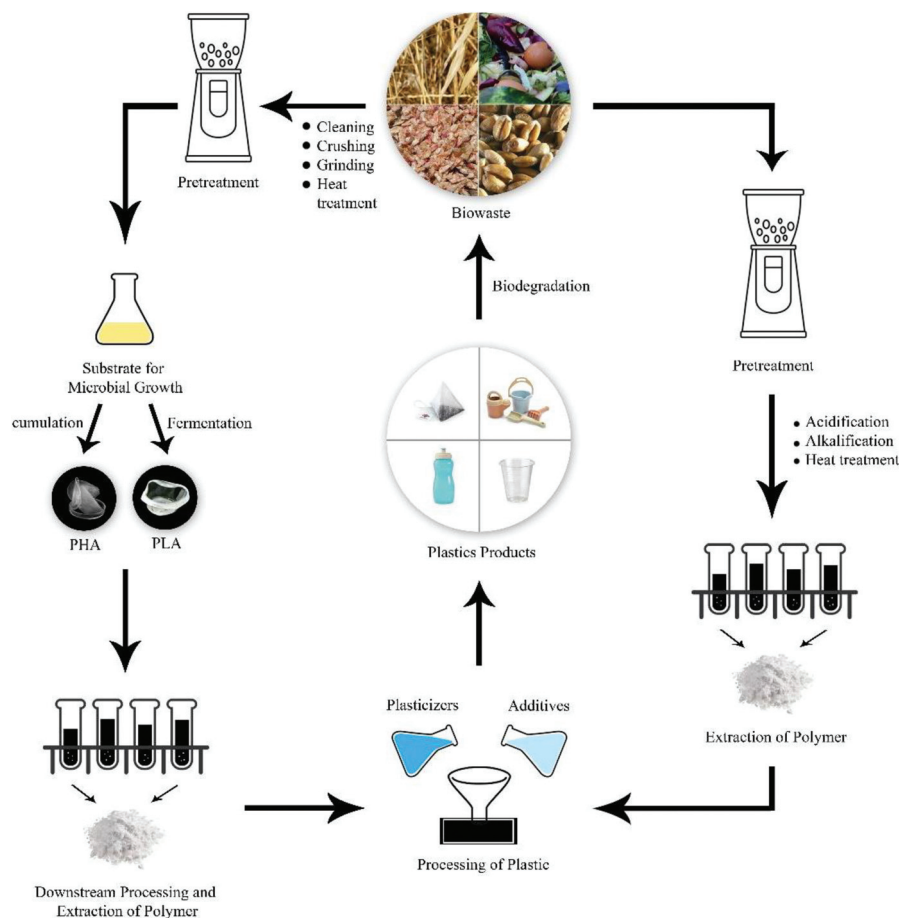 Pretreatment
● Cleaning
● Crushing
● Grinding
● Heat
treatment
Biowaste
Biodegradation
Pretreatment
Substrate for
Microbial Growth
cumulation
Fermentation
PHA
PLA
Plastics Products
● Acidification
● Alkalification
● Heat treatment
Plasticizers
Additives
Extraction of Polymer
Processing of Plastic
Downstream Processing and
Extraction of Polymer